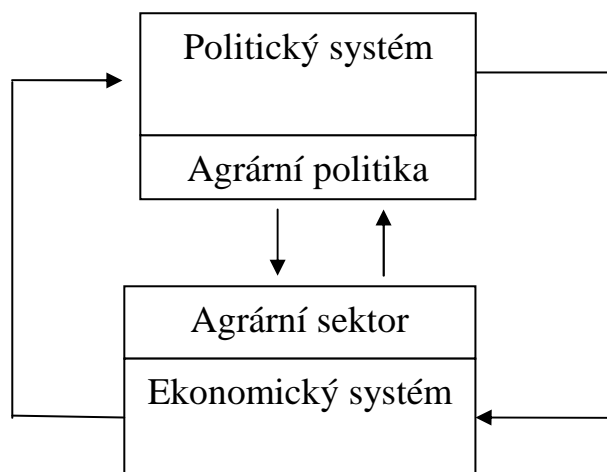 Politický systém
Agrární politika
Agrární sektor
Ekonomický systém